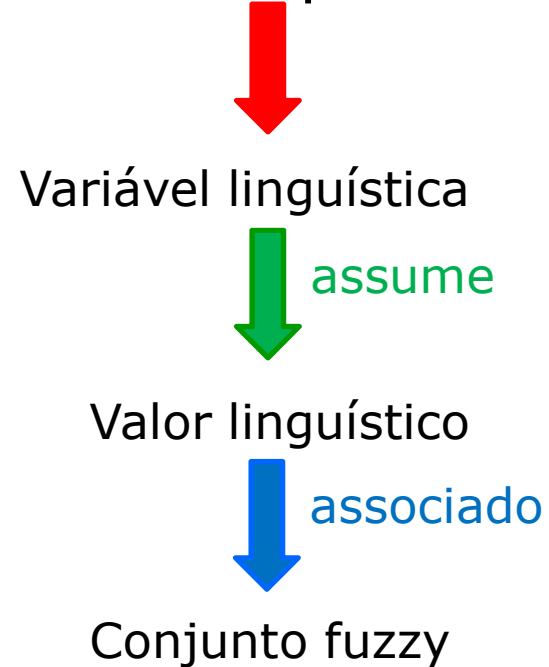 Variável linguística
assume
Valor linguístico
associado
Conjunto fuzzy